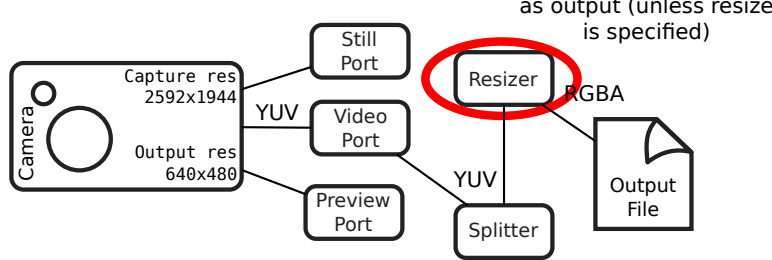 as output (unless resize
is specified)
Still
Port
Capture res
2592x1944
Resizer
RGBA
YUV
Video
Port
Camera
Output res
640x480
YUV
Output
File
Preview
Port
Splitter